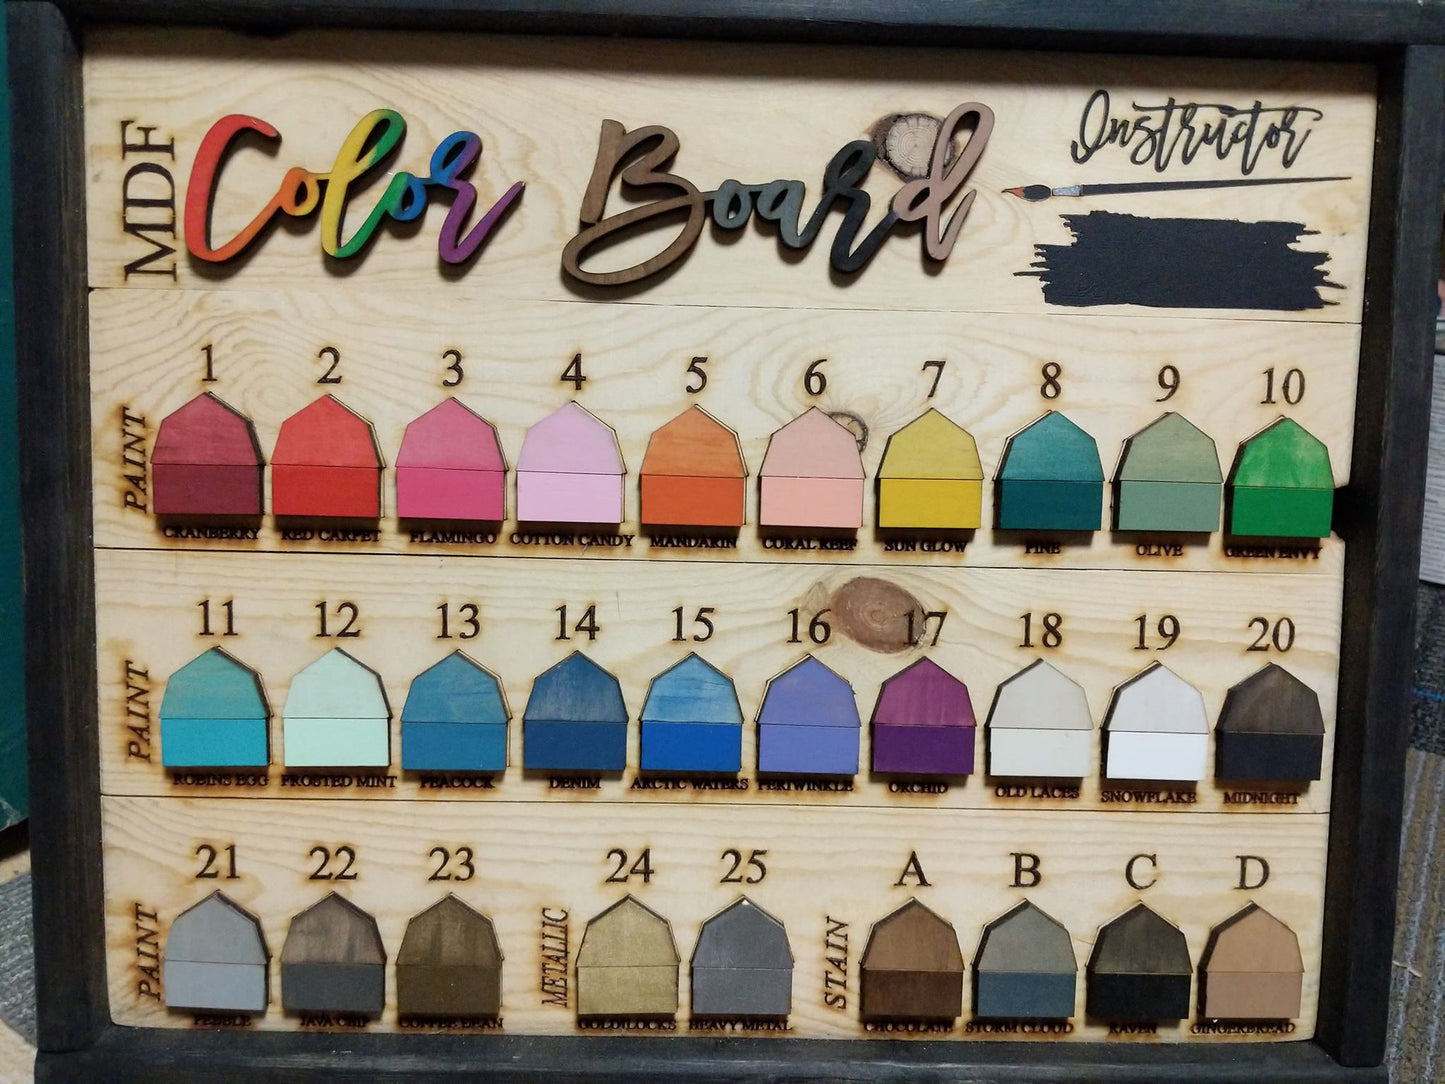 MDF Color Board Instructor
1 2 3 4 5 6 7 8 9 10
PAINT
CRANBERRY RED CARPET FLAMINGO COTTON CANDY MANDARIN CORAL REEF SUN GLOW PINE OLIVE GREEN ENVY
11 12 13 14 15 16 17 18 19 20
PAINT
ROBINS EGG FROSTED MINT PEACOCK DENIM ARCTIC WATERS PERIWINKLE ORCHID OLD LACES SNOWFLAKE MIDNIGHT
21 22 23 24 25 A B C D
PAINT METALLIC STAIN
PEBBLE JAVA CHIP COFFEE BEAN GOLDILOCKS HEAVY METAL CHOCOLATE STORM CLOUD RAVEN GINGERBREAD